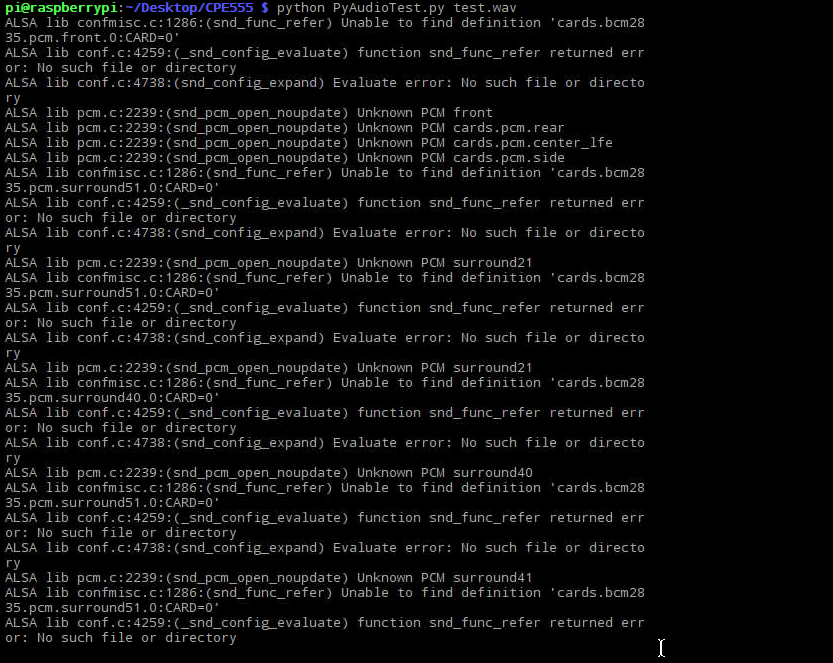 pi@raspberrypi:~/Desktop/CPE555 $ python PyAudioTest.py test.wav
ALSA lib confmisc.c:1286:(snd_func_refer) Unable to find definition 'cards.bcm28
35.pcm.front.0:CARD=0'
ALSA lib conf.c:4259:(_snd_config_evaluate) function snd_func_refer returned err
or: No such file or directory
ALSA lib conf.c:4738:(snd_config_expand) Evaluate error: No such file or directo
ry
ALSA lib pcm.c:2239:(snd_pcm_open_noupdate) Unknown PCM front
ALSA lib pcm.c:2239:(snd_pcm_open_noupdate) Unknown PCM cards.pcm.rear
ALSA lib pcm.c:2239:(snd_pcm_open_noupdate) Unknown PCM cards.pcm.center_lfe
ALSA lib pcm.c:2239:(snd_pcm_open_noupdate) Unknown PCM cards.pcm.side
ALSA lib confmisc.c:1286:(snd_func_refer) Unable to find definition 'cards.bcm28
35.pcm.surround51.0:CARD=0'
ALSA lib conf.c:4259:(_snd_config_evaluate) function snd_func_refer returned err
or: No such file or directory
ALSA lib conf.c:4738:(snd_config_expand) Evaluate error: No such file or directo
ry
ALSA lib pcm.c:2239:(snd_pcm_open_noupdate) Unknown PCM surround21
ALSA lib confmisc.c:1286:(snd_func_refer) Unable to find definition 'cards.bcm28
35.pcm.surround51.0:CARD=0'
ALSA lib conf.c:4259:(_snd_config_evaluate) function snd_func_refer returned err
or: No such file or directory
ALSA lib conf.c:4738:(snd_config_expand) Evaluate error: No such file or directo
ry
ALSA lib pcm.c:2239:(snd_pcm_open_noupdate) Unknown PCM surround21
ALSA lib confmisc.c:1286:(snd_func_refer) Unable to find definition 'cards.bcm28
35.pcm.surround40.0:CARD=0'
ALSA lib conf.c:4259:(_snd_config_evaluate) function snd_func_refer returned err
or: No such file or directory
ALSA lib conf.c:4738:(snd_config_expand) Evaluate error: No such file or directo
ry
ALSA lib pcm.c:2239:(snd_pcm_open_noupdate) Unknown PCM surround40
ALSA lib confmisc.c:1286:(snd_func_refer) Unable to find definition 'cards.bcm28
35.pcm.surround51.0:CARD=0'
ALSA lib conf.c:4259:(_snd_config_evaluate) function snd_func_refer returned err
or: No such file or directory
ALSA lib conf.c:4738:(snd_config_expand) Evaluate error: No such file or directo
ry
ALSA lib pcm.c:2239:(snd_pcm_open_noupdate) Unknown PCM surround41
ALSA lib confmisc.c:1286:(snd_func_refer) Unable to find definition 'cards.bcm28
35.pcm.surround51.0:CARD=0'
ALSA lib conf.c:4259:(_snd_config_evaluate) function snd_func_refer returned err
or: No such file or directory